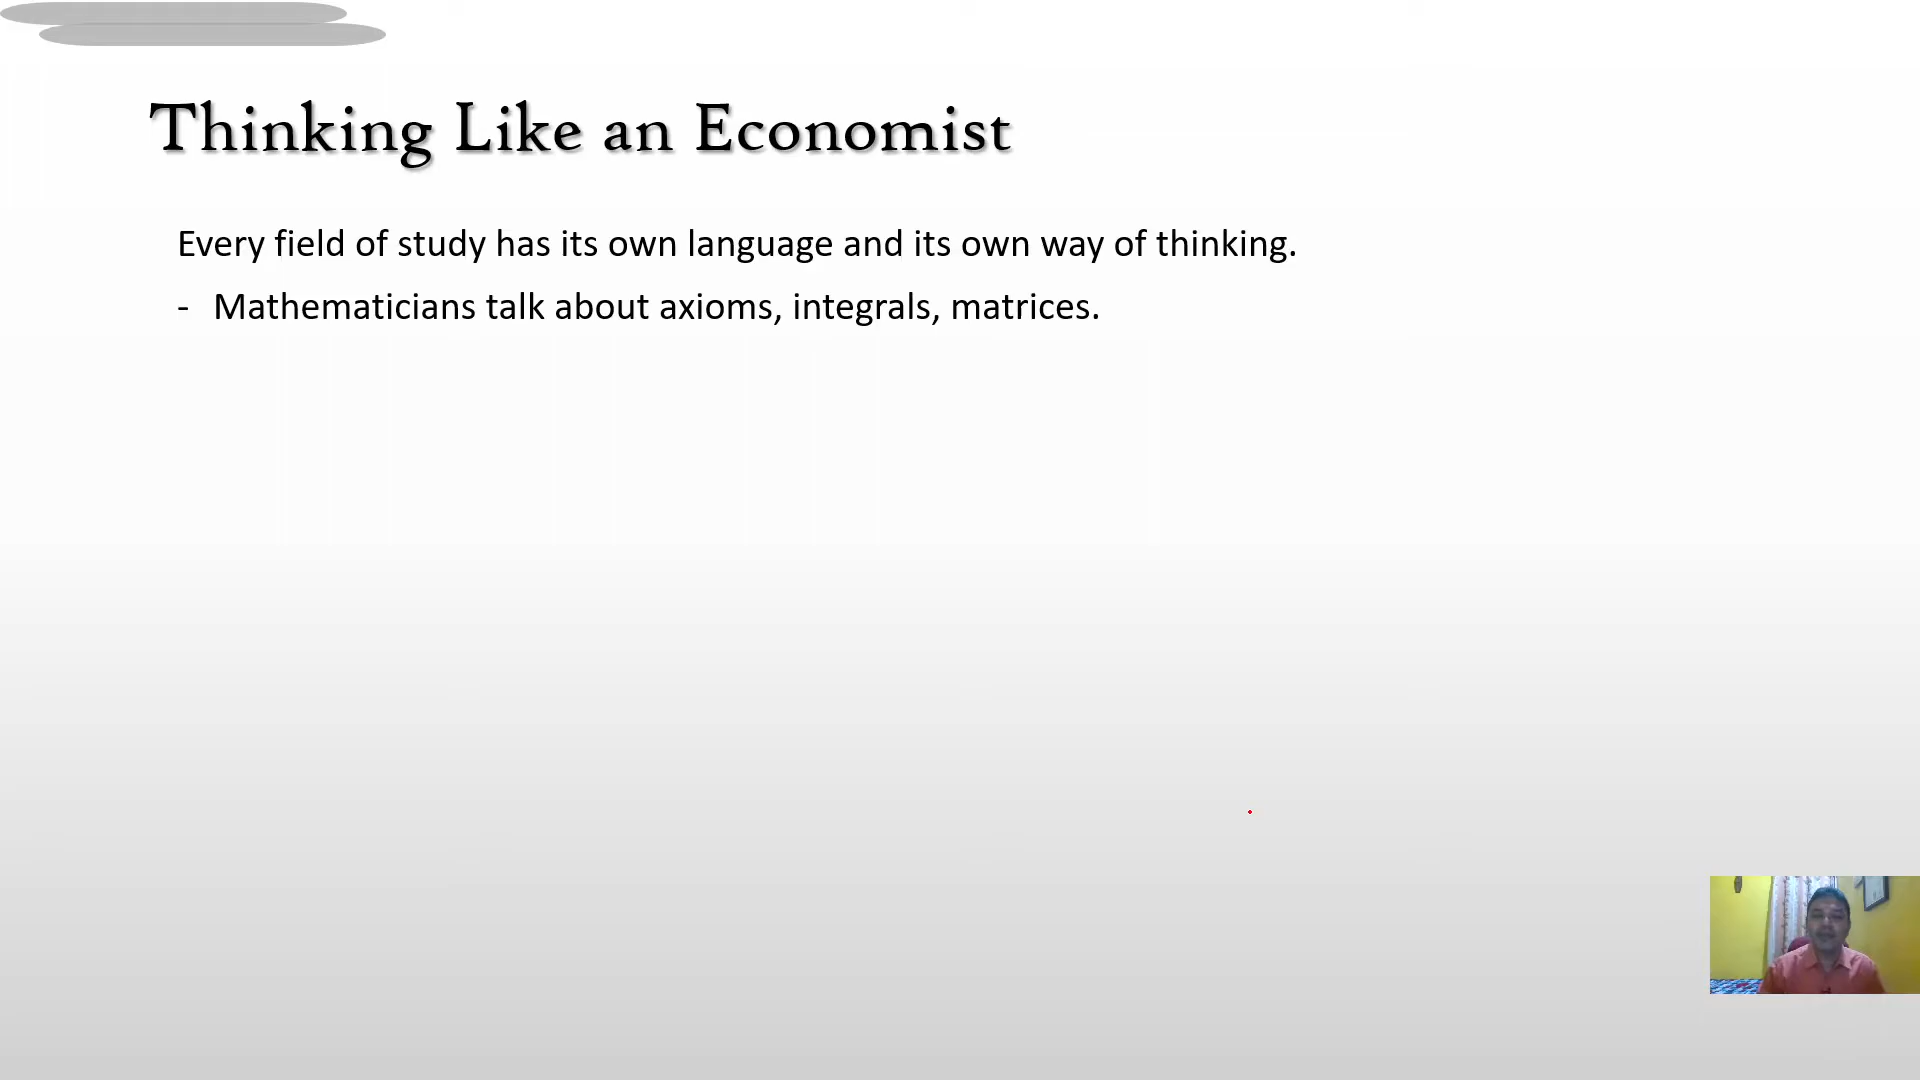 Thinking Like an Economist
Every field of study has its own language and its own way of thinking.
- Mathematicians talk about axioms, integrals, matrices.